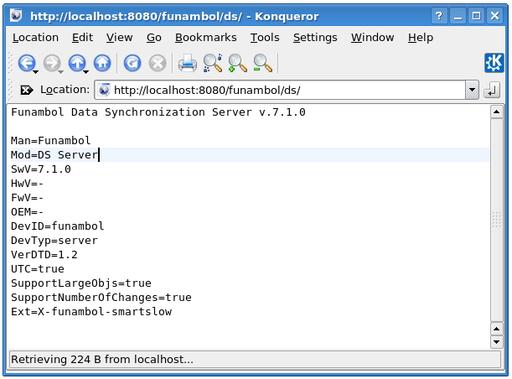 http://localhost:8080/funambol/ds/ - Konqueror
Location Edit View Go Bookmarks Tools Settings Window Help
Location: http://localhost:8080/funambol/ds/
Funambol Data Synchronization Server v.7.1.0
Man=Funambol
Mod=DS Server
SwV=7.1.0
HwV=-
FwV=-
OEM=-
DevID=funambol
DevTyp=server
VerDTD=1.2
UTC=true
SupportLargeObjs=true
SupportNumberOfChanges=true
Ext=X-funambol-smartslow
Retrieving 224 B from localhost...